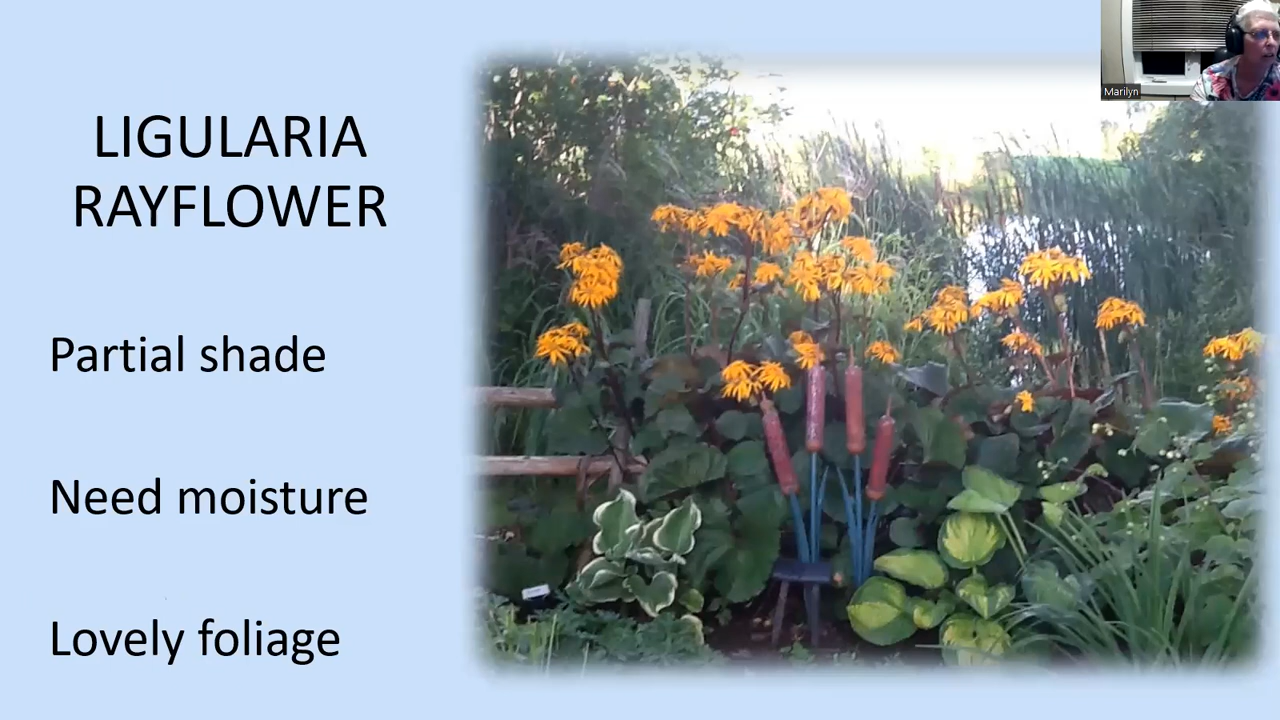 LIGULARIA
RAYFLOWER
Partial shade
Need moisture
Lovely foliage
Marilyn